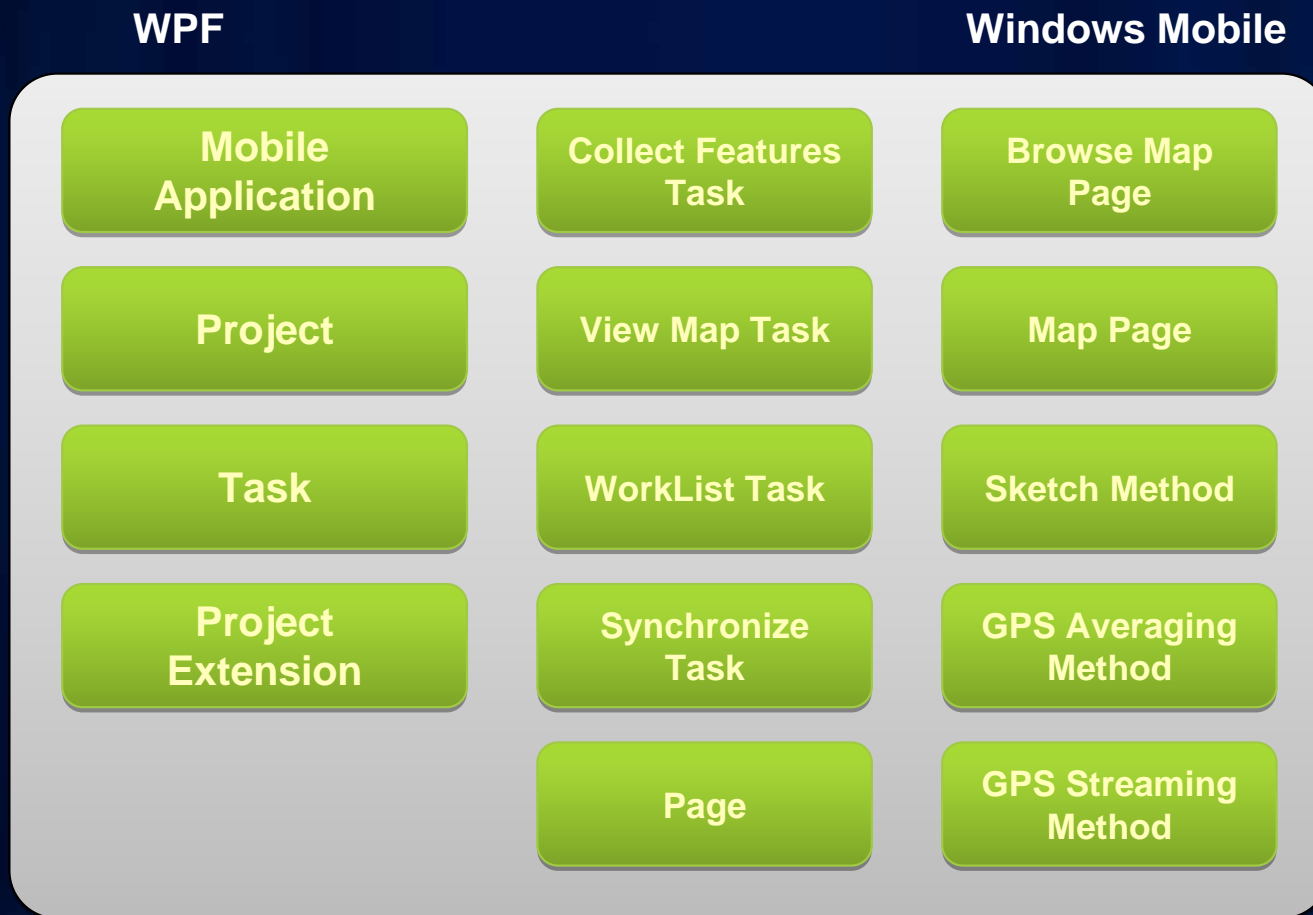 WPF
Windows Mobile
Mobile
Application
Collect Features
Task
Browse Map
Page
Project
View Map Task
Map Page
Task
WorkList Task
Sketch Method
Project
Extension
Synchronize
Task
GPS Averaging
Method
Page
GPS Streaming
Method